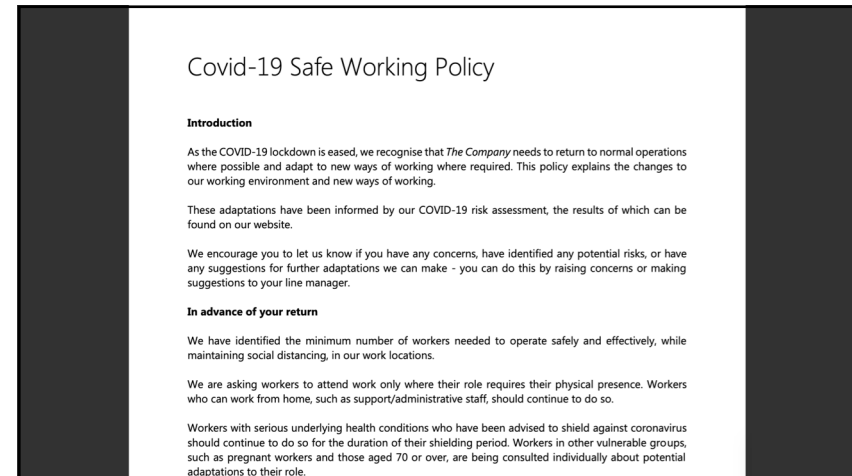 Covid-19 Safe Working Policy
Introduction
As the COVID-19 lockdown is eased, we recognise that The Company needs to return to normal operations
where possible and adapt to new ways of working where required. This policy explains the changes to
our working environment and new ways of working.
These adaptations have been informed by our COVID-19 risk assessment, the results of which can be
found on our website.
We encourage you to let us know if you have any concerns, have identified any potential risks, or have
any suggestions for further adaptations we can make - you can do this by raising concerns or making
suggestions to your line manager.
In advance of your return
We have identified the minimum number of workers needed to operate safely and effectively, while
maintaining social distancing, in our work locations.
We are asking workers to attend work only where their role requires their physical presence. Workers
who can work from home, such as support/administrative staff, should continue to do so.
Workers with serious underlying health conditions who have been advised to shield against coronavirus
should continue to do so for the duration of their shielding period. Workers in other vulnerable groups,
such as pregnant workers and those aged 70 or over, are being consulted individually about potential
adaptations to their role.